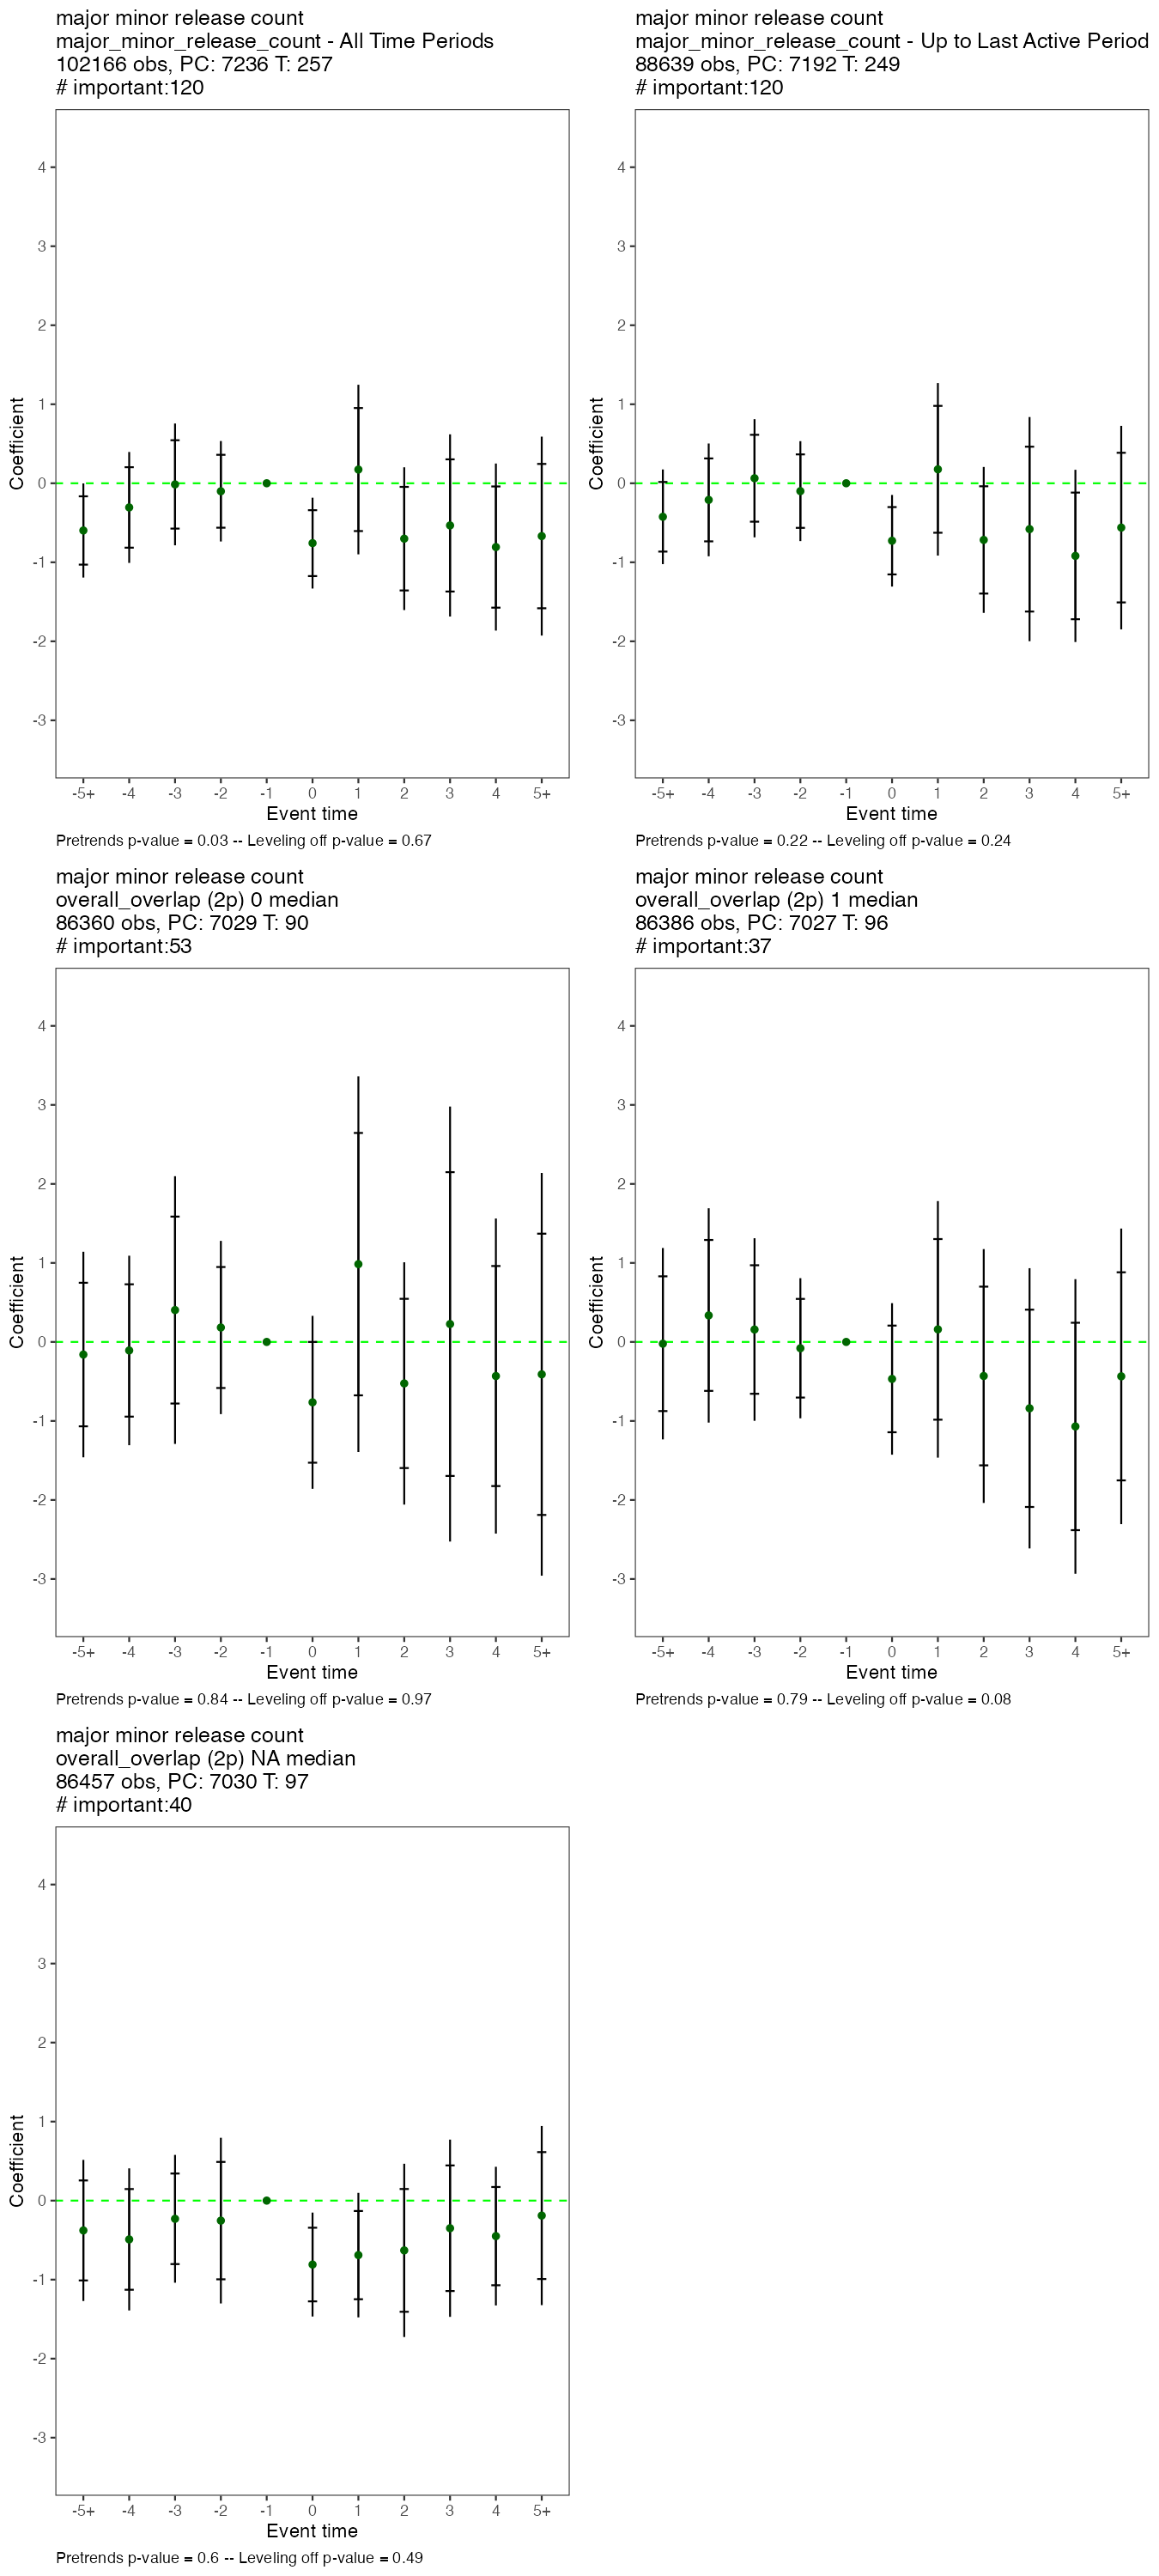 major minor release count
major_minor_release_count - All Time Periods
102166 obs, PC: 7236 T: 257
# important:120
4
3
2
1
0
-1
-2
-3
Coefficient
-5+ -4 -3 -2 -1 0 1 2 3 4 5+
Event time
Pretrends p-value = 0.03 -- Leveling off p-value = 0.67
major minor release count
major_minor_release_count - Up to Last Active Period
88639 obs, PC: 7192 T: 249
# important:120
4
3
2
1
0
-1
-2
-3
Coefficient
-5+ -4 -3 -2 -1 0 1 2 3 4 5+
Event time
Pretrends p-value = 0.22 -- Leveling off p-value = 0.24
major minor release count
overall_overlap (2p) 0 median
86360 obs, PC: 7029 T: 90
# important:53
4
3
2
1
0
-1
-2
-3
Coefficient
-5+ -4 -3 -2 -1 0 1 2 3 4 5+
Event time
Pretrends p-value = 0.84 -- Leveling off p-value = 0.97
major minor release count
overall_overlap (2p) 1 median
86386 obs, PC: 7027 T: 96
# important:37
4
3
2
1
0
-1
-2
-3
Coefficient
-5+ -4 -3 -2 -1 0 1 2 3 4 5+
Event time
Pretrends p-value = 0.79 -- Leveling off p-value = 0.08
major minor release count
overall_overlap (2p) NA median
86457 obs, PC: 7030 T: 97
# important:40
4
3
2
1
0
-1
-2
-3
Coefficient
-5+ -4 -3 -2 -1 0 1 2 3 4 5+
Event time
Pretrends p-value = 0.6 -- Leveling off p-value = 0.49